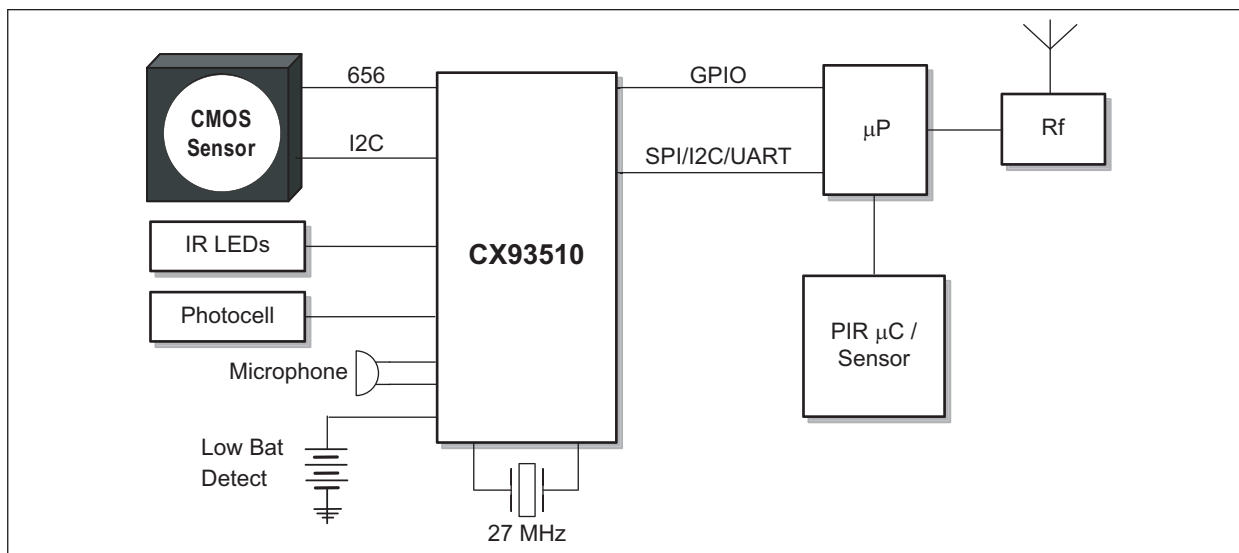 CMOS
Sensor
656
I2C
IR LEDs
Photocell
Microphone
Low Bat
Detect
CX93510
27 MHz
GPIO
SPI/I2C/UART
μP
Rf
PIR μC /
Sensor